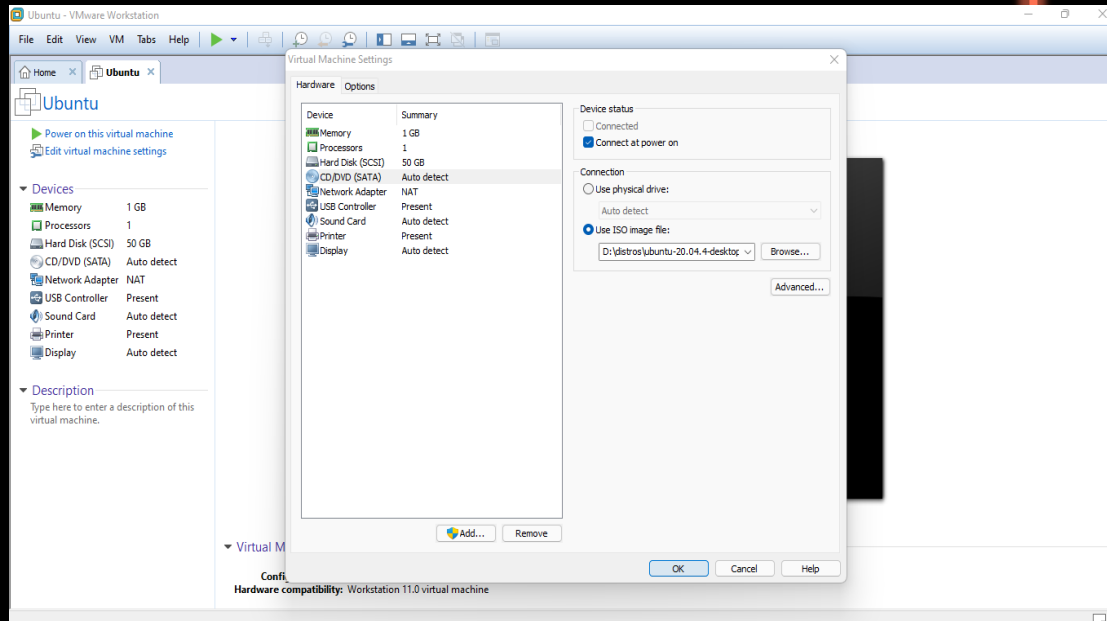 Ubuntu - VMware Workstation
File Edit View VM Tabs Help
Home Ubuntu
Ubuntu
Power on this virtual machine
Edit virtual machine settings
Devices
Memory 1 GB
Processors 1
Hard Disk (SCSI) 50 GB
CD/DVD (SATA) Auto detect
Network Adapter NAT
USB Controller Present
Sound Card Auto detect
Printer Present
Display Auto detect
Description
Type here to enter a description of this
virtual machine.
Virtual Machine Settings
Hardware Options
Device Summary
Memory 1 GB
Processors 1
Hard Disk (SCSI) 50 GB
CD/DVD (SATA) Auto detect
Network Adapter NAT
USB Controller Present
Sound Card Auto detect
Printer Present
Display Auto detect
Add... Remove
Device status
Connected
Connect at power on
Connection
Use physical drive:
Auto detect
Use ISO image file:
D:\distros\ubuntu-20.04.4-desktop Browse...
Advanced...
OK Cancel Help
Virtual M
Confi
Hardware compatibility: Workstation 11.0 virtual machine